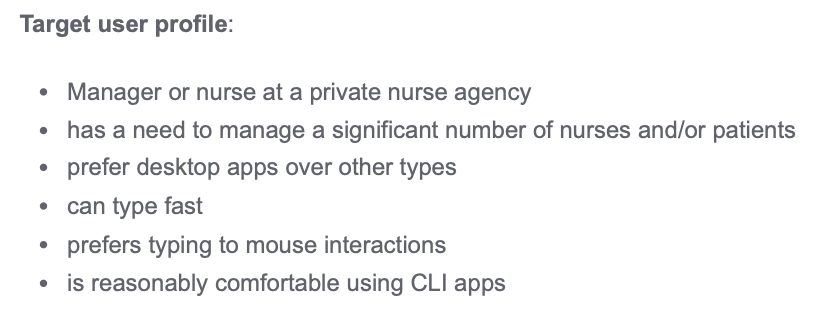 Target user profile:
• Manager or nurse at a private nurse agency
• has a need to manage a significant number of nurses and/or patients
• prefer desktop apps over other types
• can type fast
• prefers typing to mouse interactions
• is reasonably comfortable using CLI apps